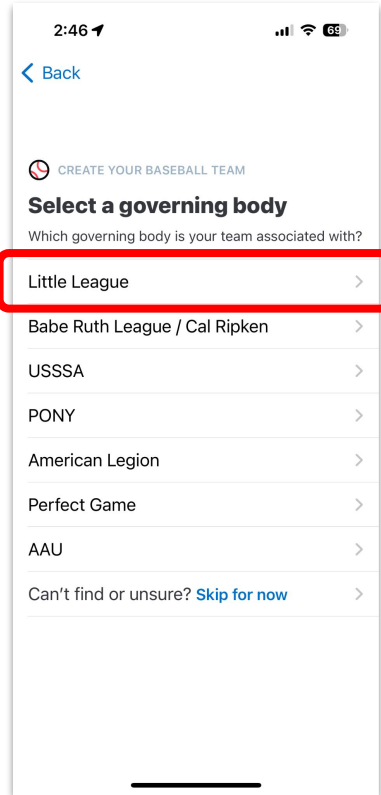 2:46 69
Back
CREATE YOUR BASEBALL TEAM
Select a governing body
Which governing body is your team associated with?
Little League
Babe Ruth League / Cal Ripken
USSSA
PONY
American Legion
Perfect Game
AAU
Can't find or unsure? Skip for now